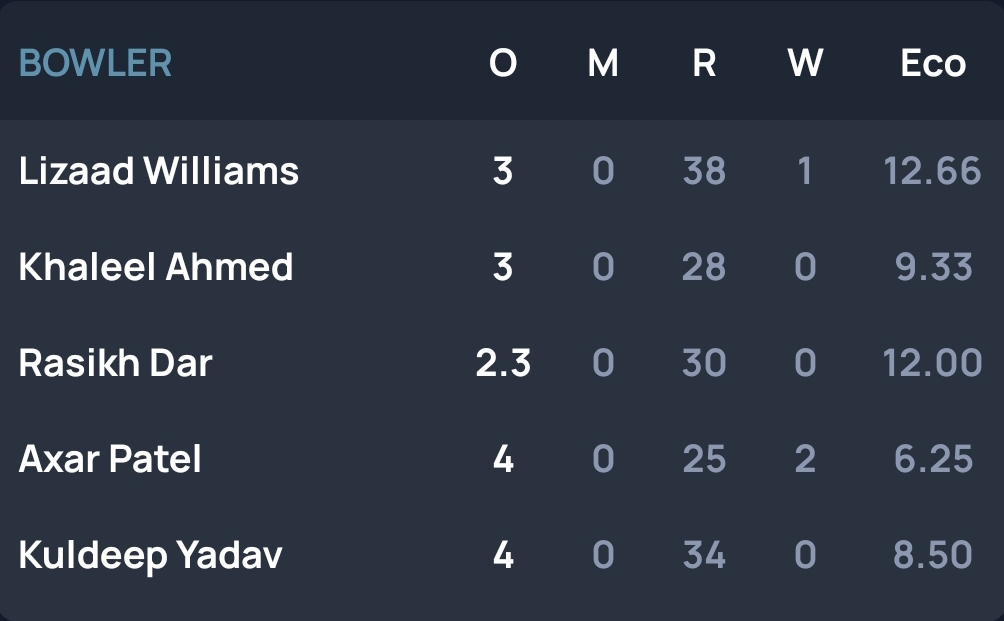 BOWLER O M R W Eco
Lizaad Williams 3 0 38 1 12.66
Khaleel Ahmed 3 0 28 0 9.33
Rasikh Dar 2.3 0 30 0 12.00
Axar Patel 4 0 25 2 6.25
Kuldeep Yadav 4 0 34 0 8.50